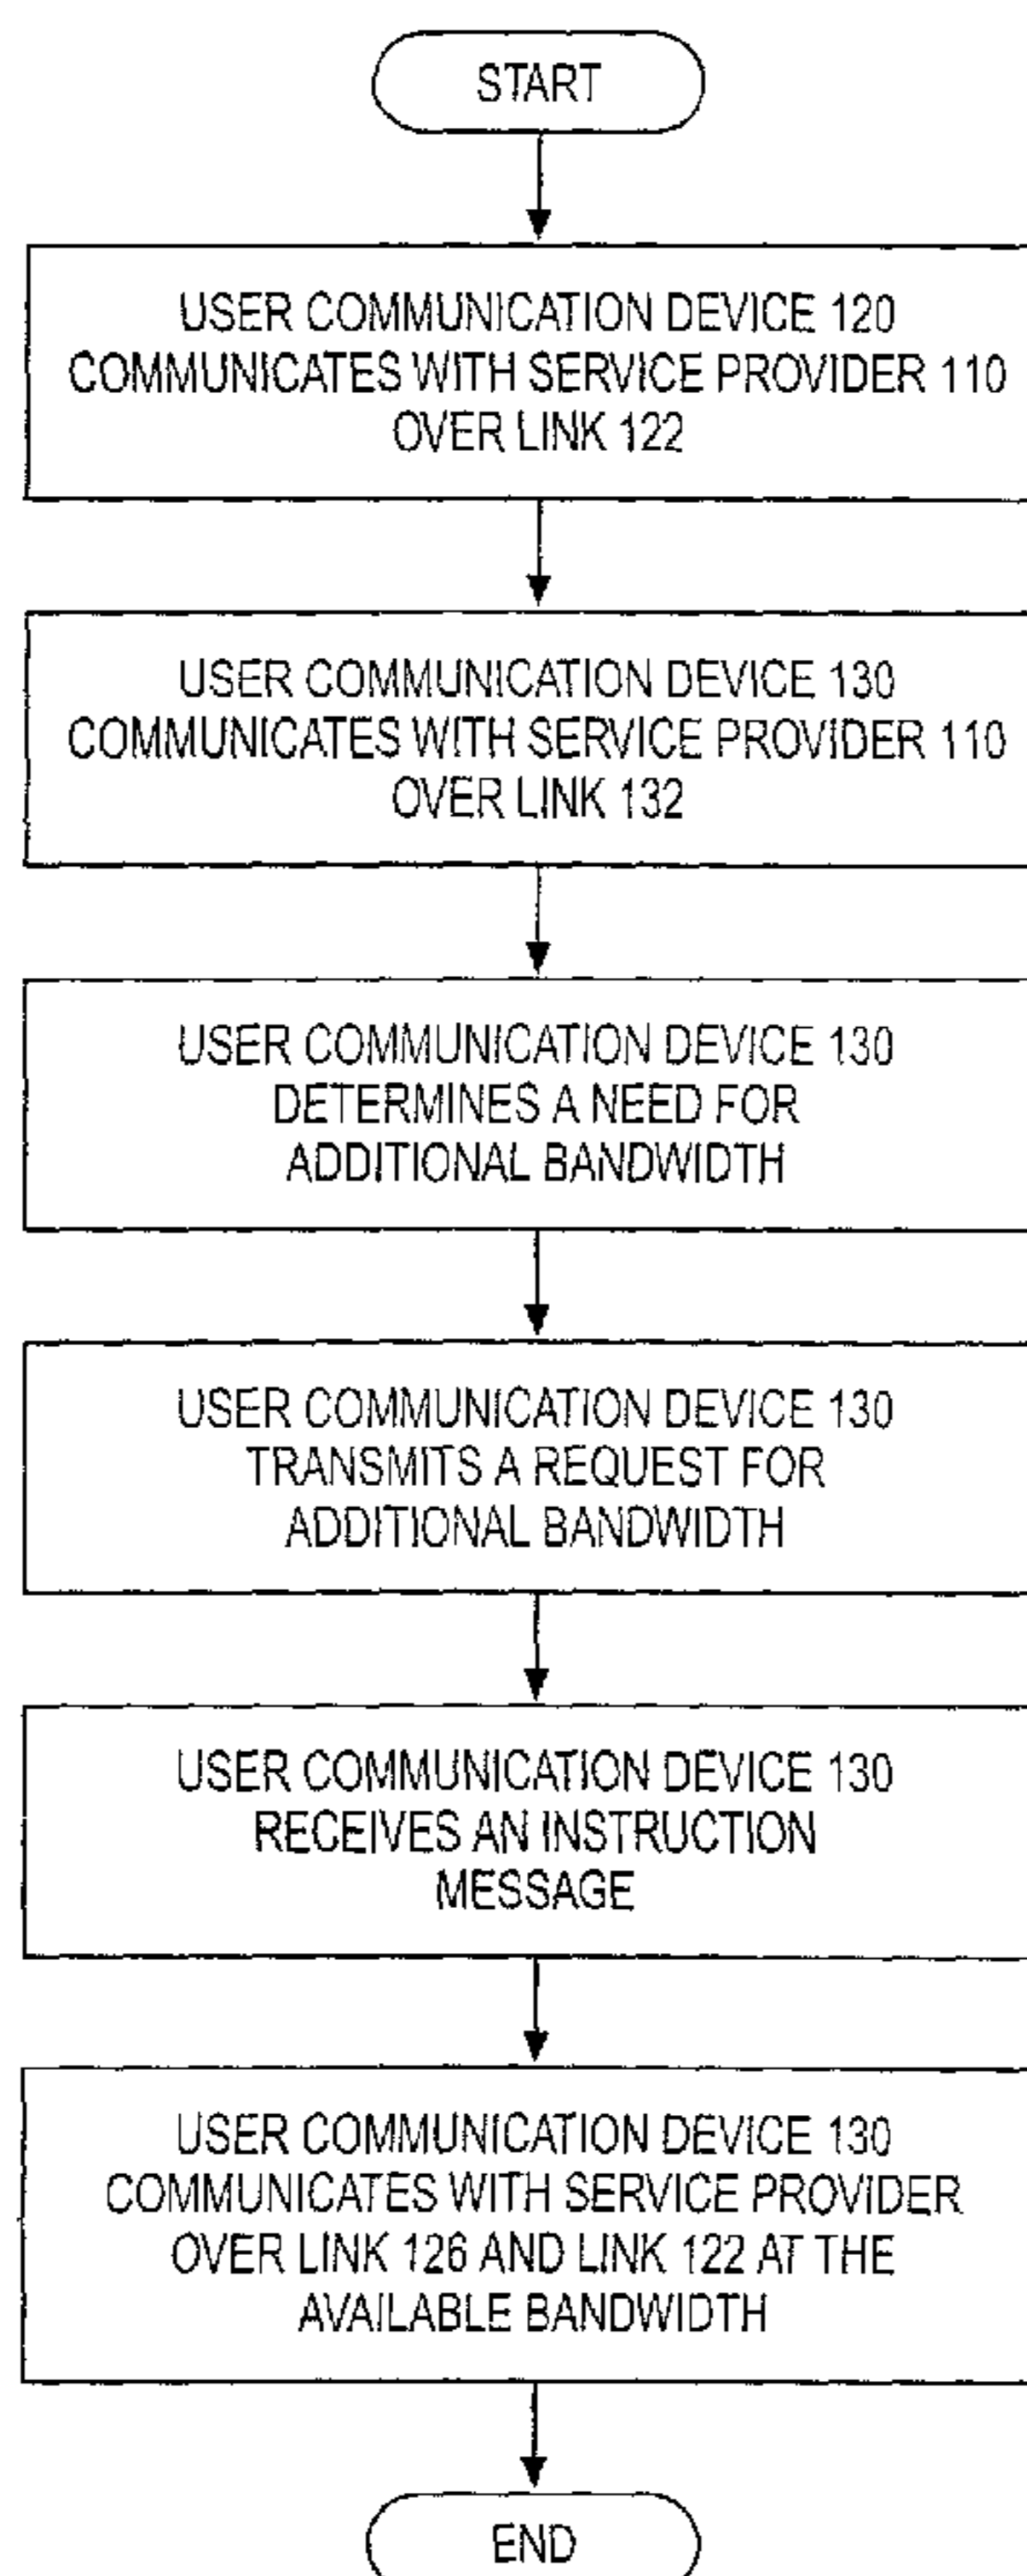 START
USER COMMUNICATION DEVICE 120
COMMUNICATES WITH SERVICE PROVIDER 110
OVER LINK 122
USER COMMUNICATION DEVICE 130
COMMUNICATES WITH SERVICE PROVIDER 110
OVER LINK 132
USER COMMUNICATION DEVICE 130
DETERMINES A NEED FOR
ADDITIONAL BANDWIDTH
USER COMMUNICATION DEVICE 130
TRANSMITS A REQUEST FOR
ADDITIONAL BANDWIDTH
USER COMMUNICATION DEVICE 130
RECEIVES AN INSTRUCTION
MESSAGE
USER COMMUNICATION DEVICE 130
COMMUNICATES WITH SERVICE PROVIDER
OVER LINK 126 AND LINK 122 AT THE
AVAILABLE BANDWIDTH
END